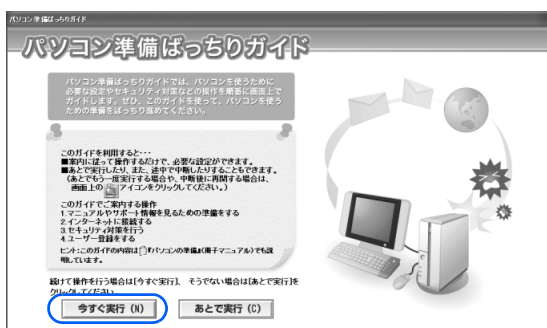 パソコン準備ばっちりガイド
パソコン準備ばっちりガイド
パソコン準備ばっちりガイドでは、パソコンを使うために
必要な設定やセキュリティ対策などの操作を順番に画面上で
ガイドします。ぜひ、このガイドを使って、パソコンを使う
ための準備をばっちり進めてください。
このガイドを利用すると・・・
■案内に従って操作するだけで、必要な設定ができます。
■あとで実行したり、また、途中で中断したりすることもできます。
(あとでもう一度実行する場合や、中断後に再開する場合は、
画面上の アイコンをクリックしてください。)
このガイドでご案内する操作
1.マニュアルやサポート情報を見るための準備をする
2.インターネットに接続する
3.セキュリティ対策を行う
4.ユーザー登録をする
ヒント:このガイドの内容は『パソコンの準備』(冊子マニュアル)でも説
明しています。
続けて操作を行う場合は[今すぐ実行]、そうでない場合は[あとで実行]を
クリックしてください。
今すぐ実行 (N)
あとで実行 (C)